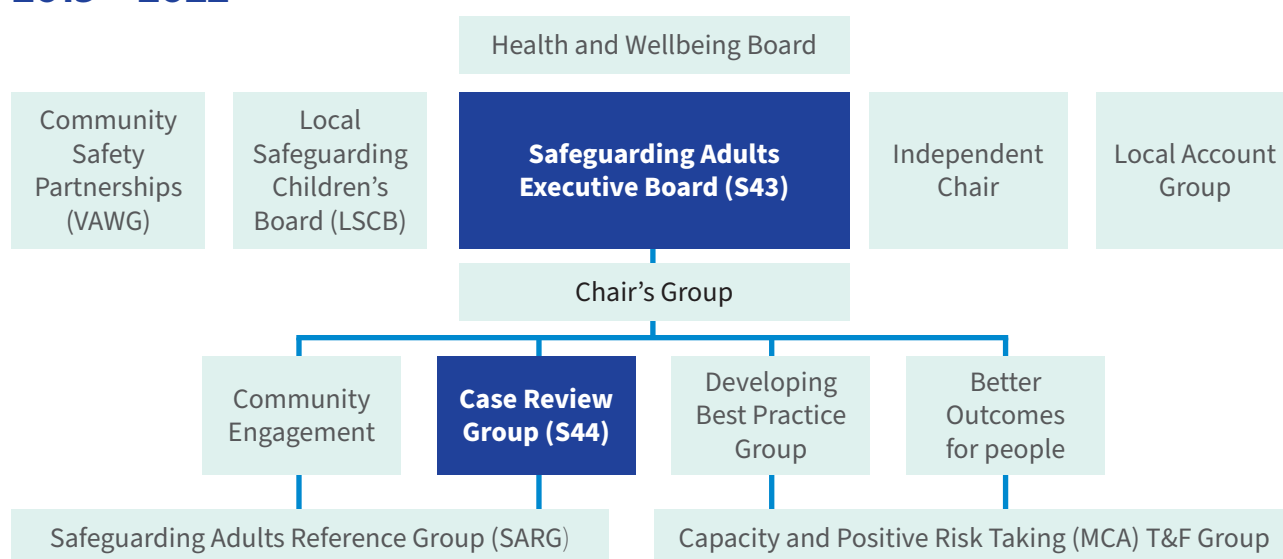 Health and Wellbeing Board
Community
Safety
Partnerships
(VAWG)
Local
Safeguarding
Children’s
Board (LSCB)
Safeguarding Adults
Executive Board (S43)
Independent
Chair
Local Account
Group
Chair’s Group
Community
Engagement
Case Review
Group (S44)
Developing
Best Practice
Group
Better
Outcomes
for people
Safeguarding Adults Reference Group (SARG)
Capacity and Positive Risk Taking (MCA) T&F Group